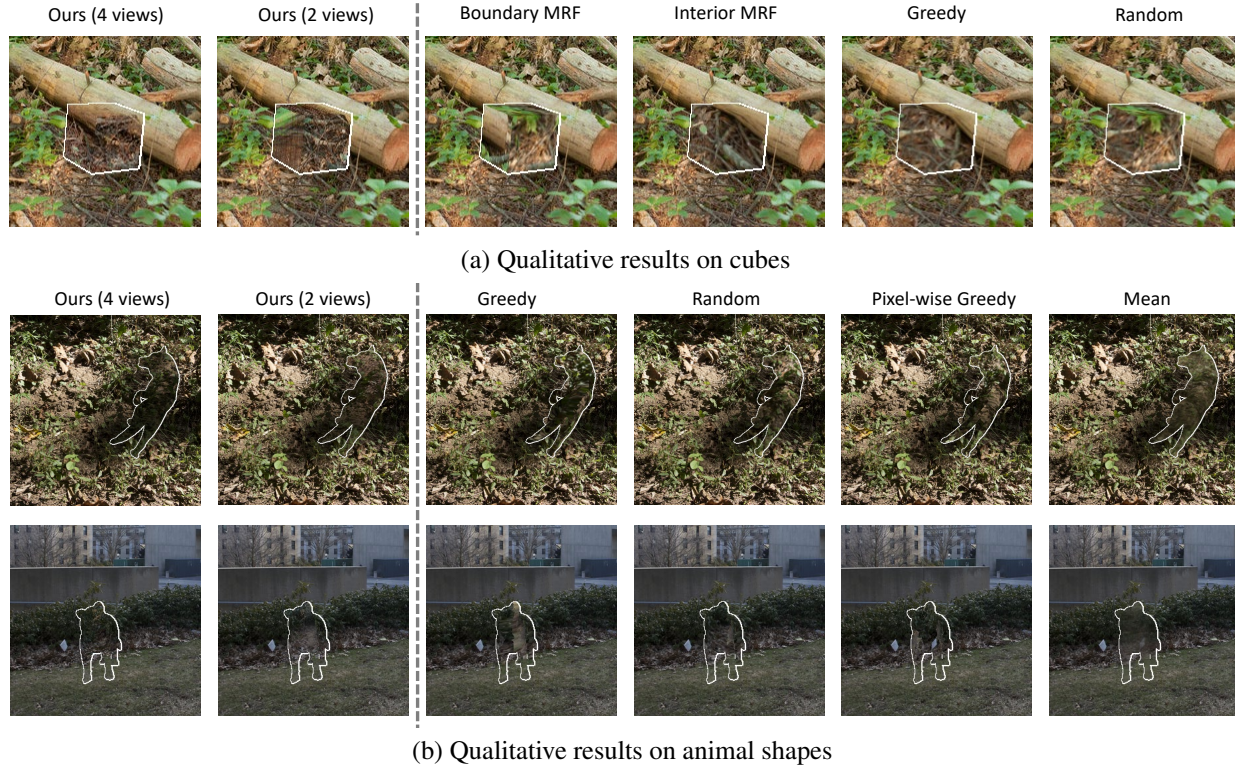 Ours (4 views) Ours (2 views) Boundary MRF Interior MRF Greedy Random
(a) Qualitative results on cubes
Ours (4 views) Ours (2 views) Greedy Random Pixel-wise Greedy Mean
(b) Qualitative results on animal shapes